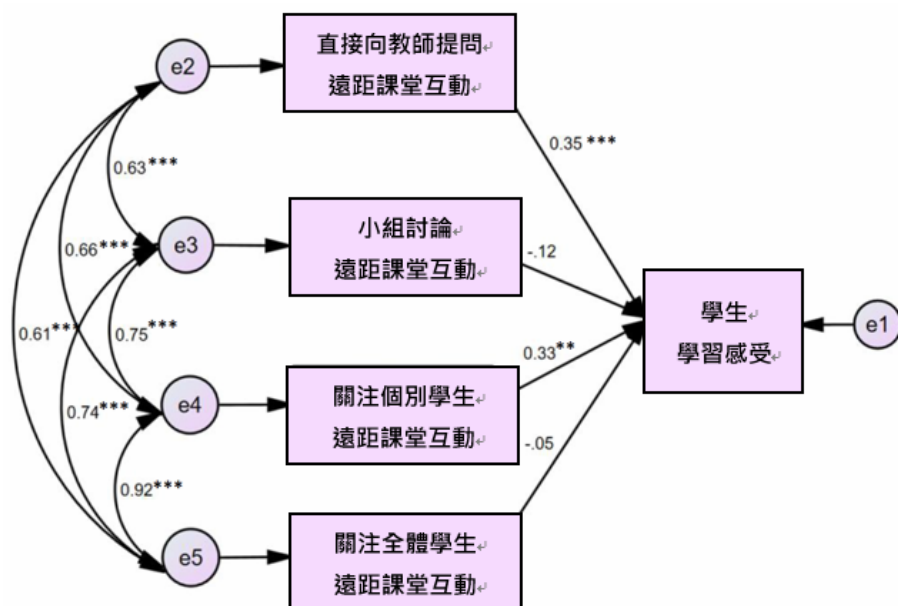 e2
直接向教師提問
遠距課堂互動
0.35 ***
0.63***
e3
小組討論
遠距課堂互動
-.12
0.66***
0.61***
0.75***
學生
學習感受
e1
0.33**
e4
關注個別學生
遠距課堂互動
0.74***
-.05
0.92***
e5
關注全體學生
遠距課堂互動